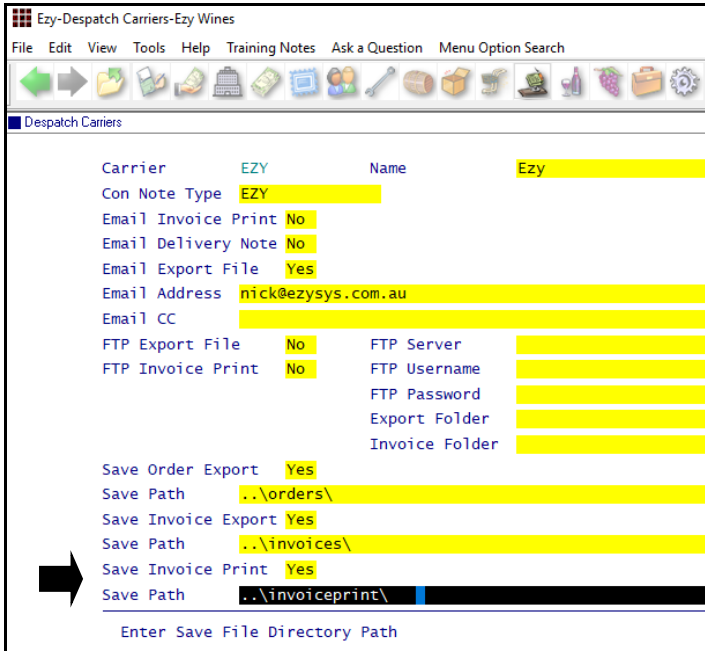 Ezy-Despatch Carriers-Ezy Wines
File Edit View Tools Help Training Notes Ask a Question Menu Option Search
Despatch Carriers
Carrier EZY Name Ezy
Con Note Type EZY
Email Invoice Print No
Email Delivery Note No
Email Export File Yes
Email Address nick@ezysys.com.au
Email CC
FTP Export File No FTP Server
FTP Invoice Print No FTP Username
FTP Password
Export Folder
Invoice Folder
Save Order Export Yes
Save Path ..\orders\
Save Invoice Export Yes
Save Path ..\invoices\
Save Invoice Print Yes
Save Path ..\invoiceprint\
Enter Save File Directory Path